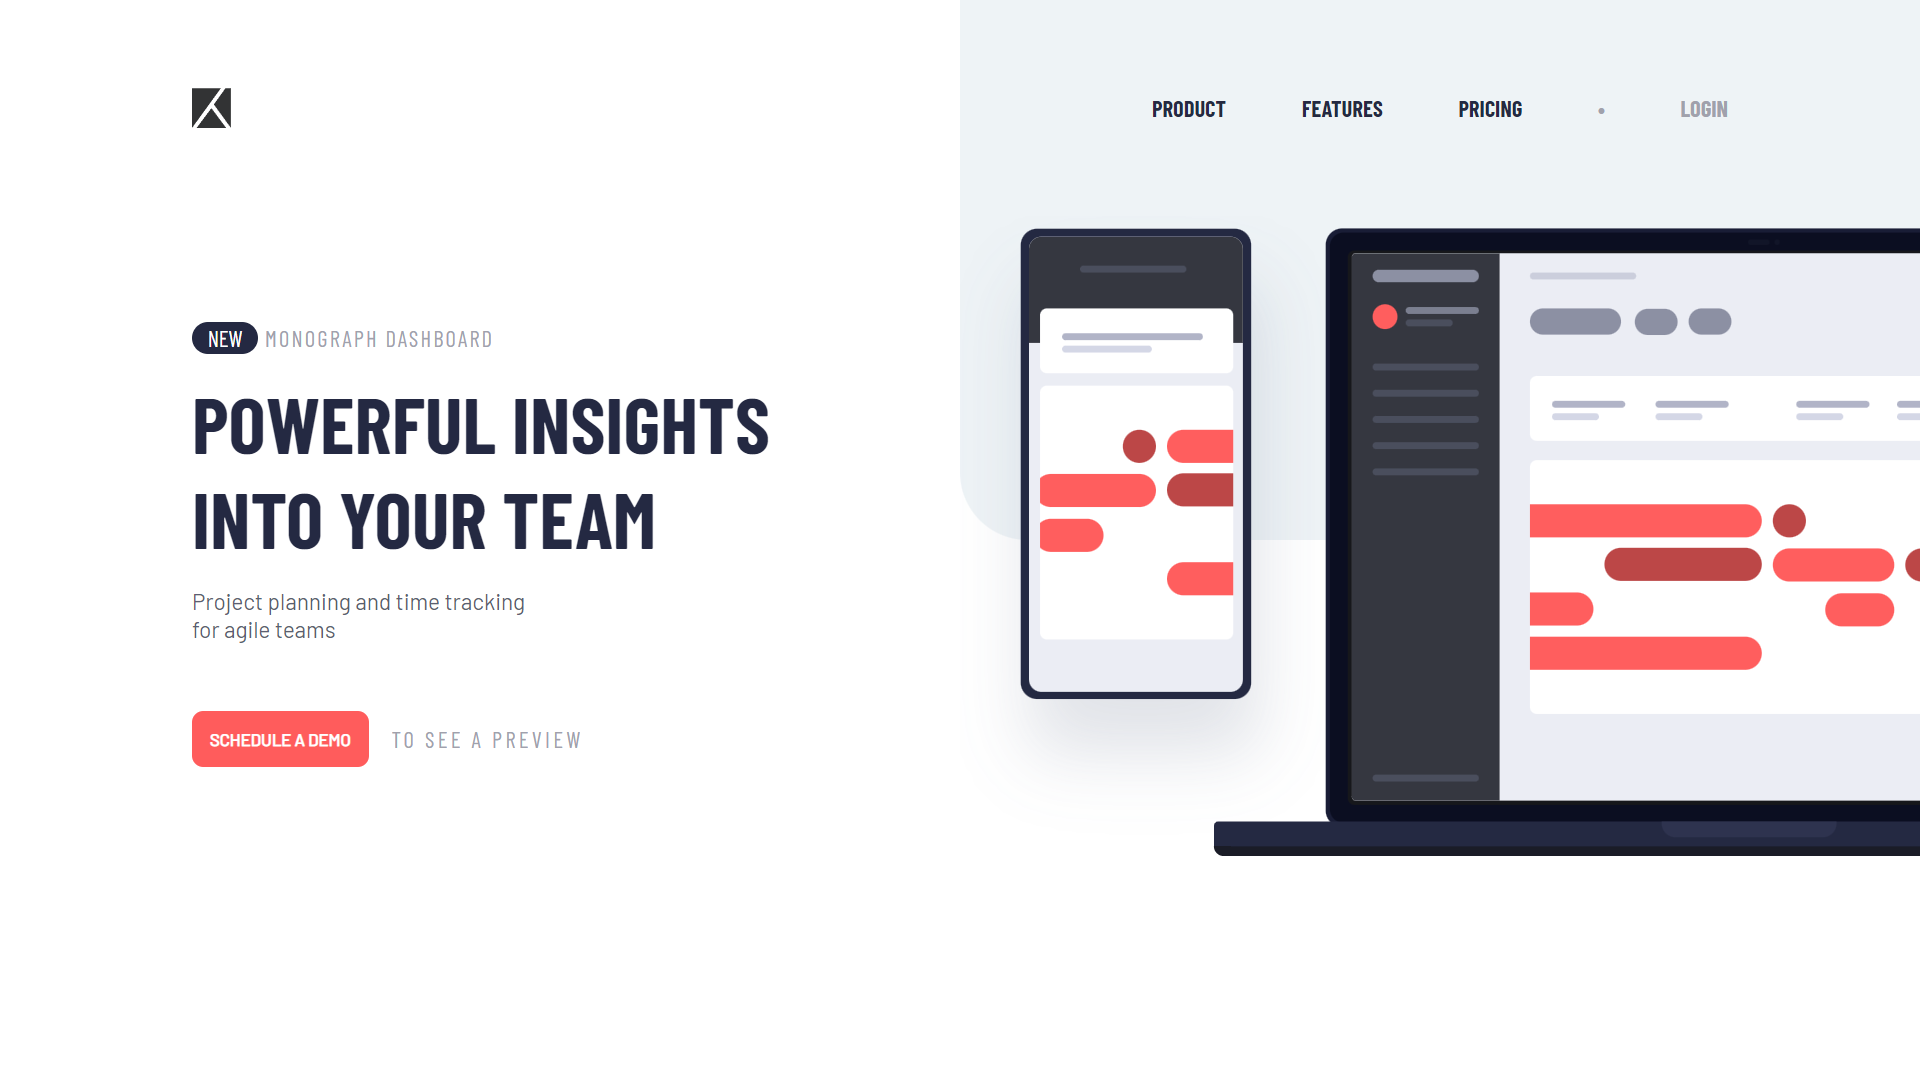 PRODUCT FEATURES PRICING • LOGIN
NEW MONOGRAPH DASHBOARD
POWERFUL INSIGHTS
INTO YOUR TEAM
Project planning and time tracking
for agile teams
SCHEDULE A DEMO TO SEE A PREVIEW